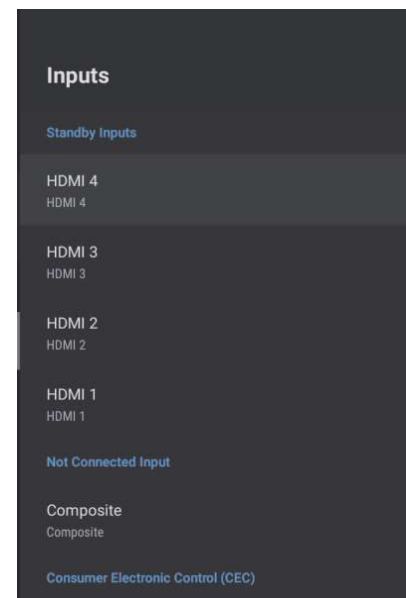 Inputs
Standby Inputs
HDMI 4
HDMI 4
HDMI 3
HDMI 3
HDMI 2
HDMI 2
HDMI 1
HDMI 1
Not Connected Input
Composite
Composite
Consumer Electronic Control (CEC)